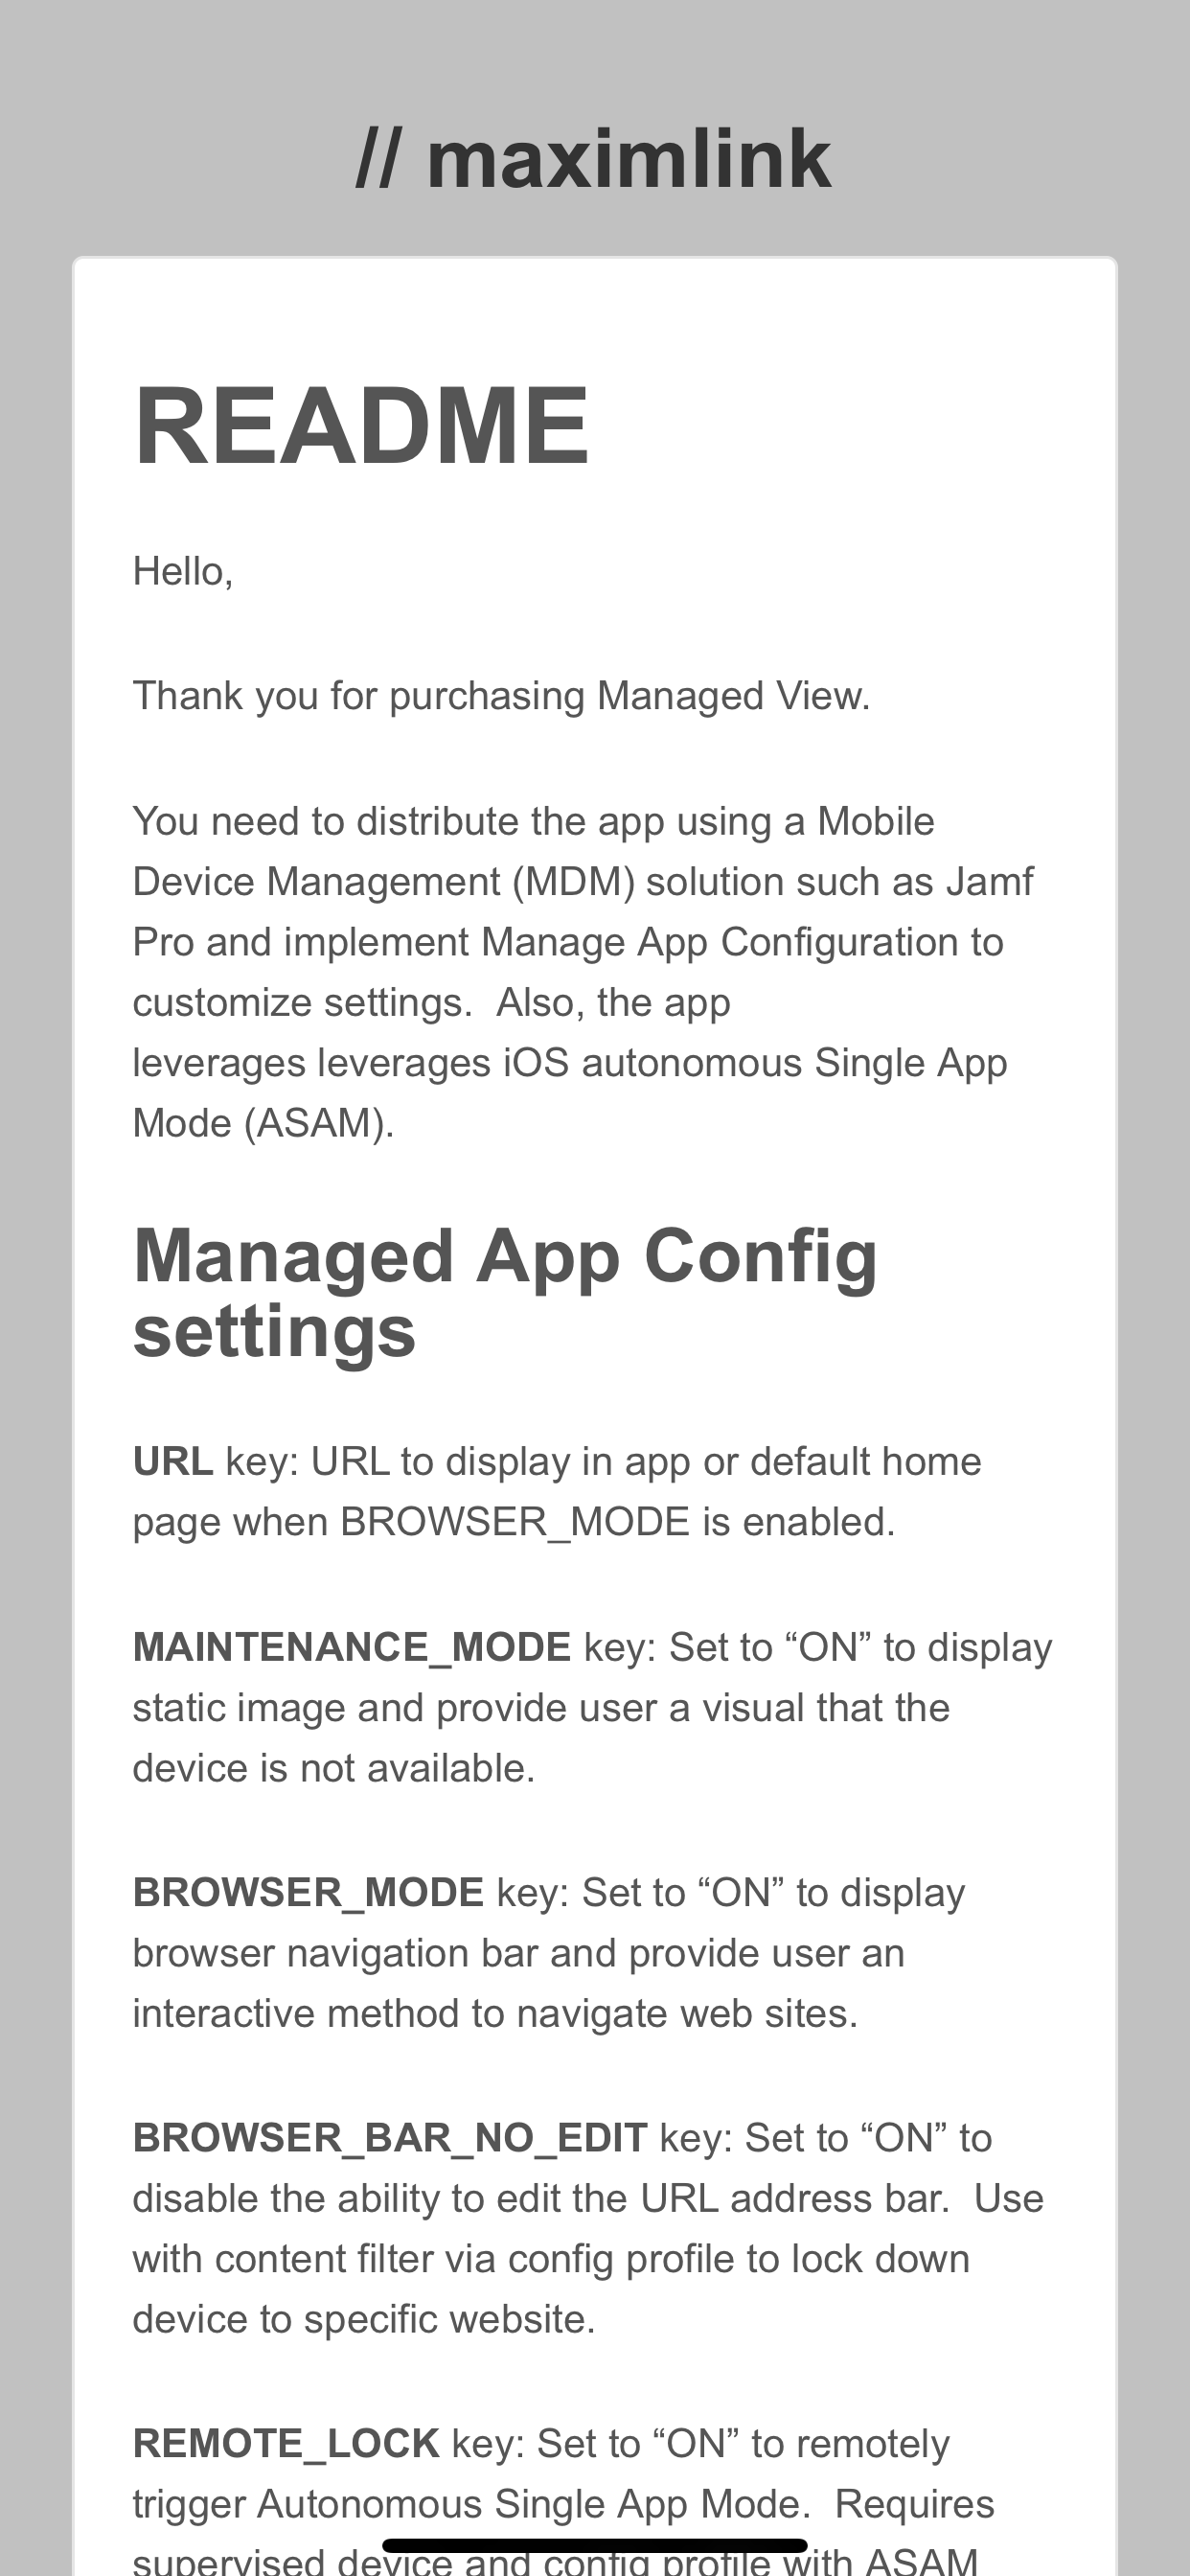 // maximlink
README
Hello,
Thank you for purchasing Managed View.
You need to distribute the app using a Mobile
Device Management (MDM) solution such as Jamf
Pro and implement Manage App Configuration to
customize settings.  Also, the app
leverages leverages iOS autonomous Single App
Mode (ASAM).
Managed App Config
settings
URL key: URL to display in app or default home
page when BROWSER_MODE is enabled.
MAINTENANCE_MODE key: Set to “ON” to display
static image and provide user a visual that the
device is not available.
BROWSER_MODE key: Set to “ON” to display
browser navigation bar and provide user an
interactive method to navigate web sites.
BROWSER_BAR_NO_EDIT key: Set to “ON” to
disable the ability to edit the URL address bar.  Use
with content filter via config profile to lock down
device to specific website.
REMOTE_LOCK key: Set to “ON” to remotely
trigger Autonomous Single App Mode.  Requires
supervised device and config profile with ASAM